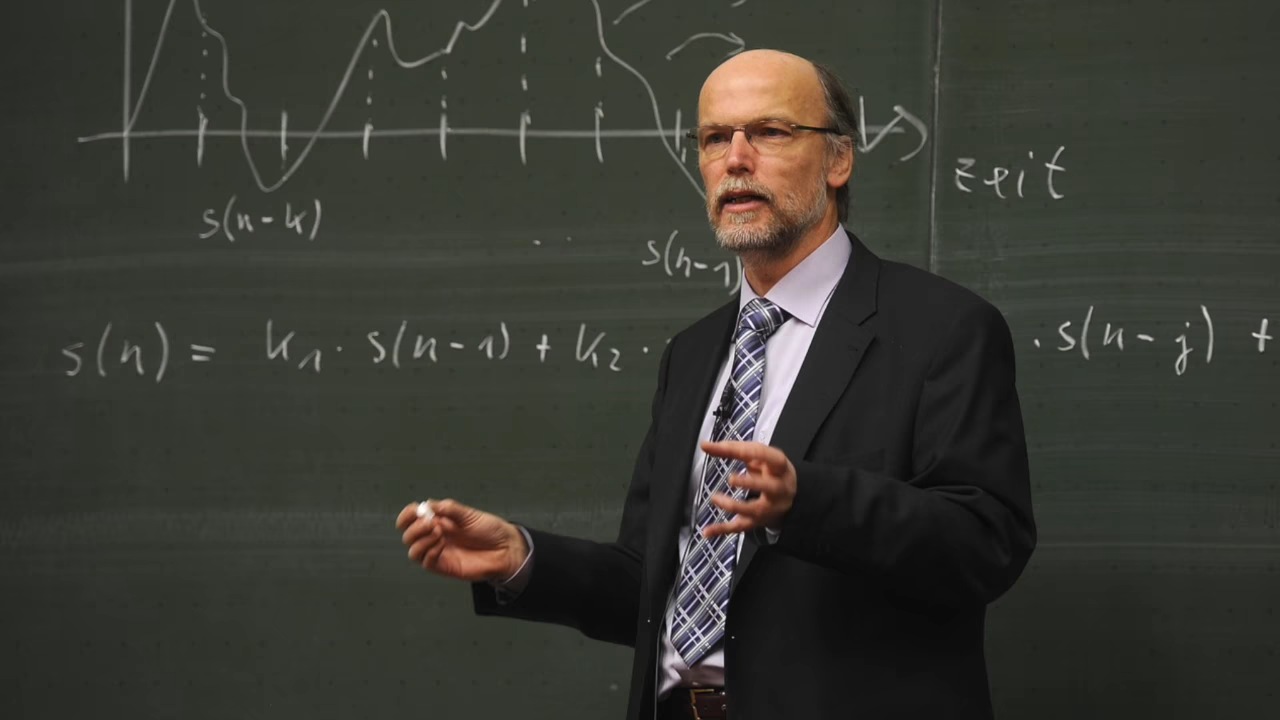 Zeit
s(n-k)
s(n-1)
s(n) = k₁ · s(n-1) + k₂ · · s(n-j) +